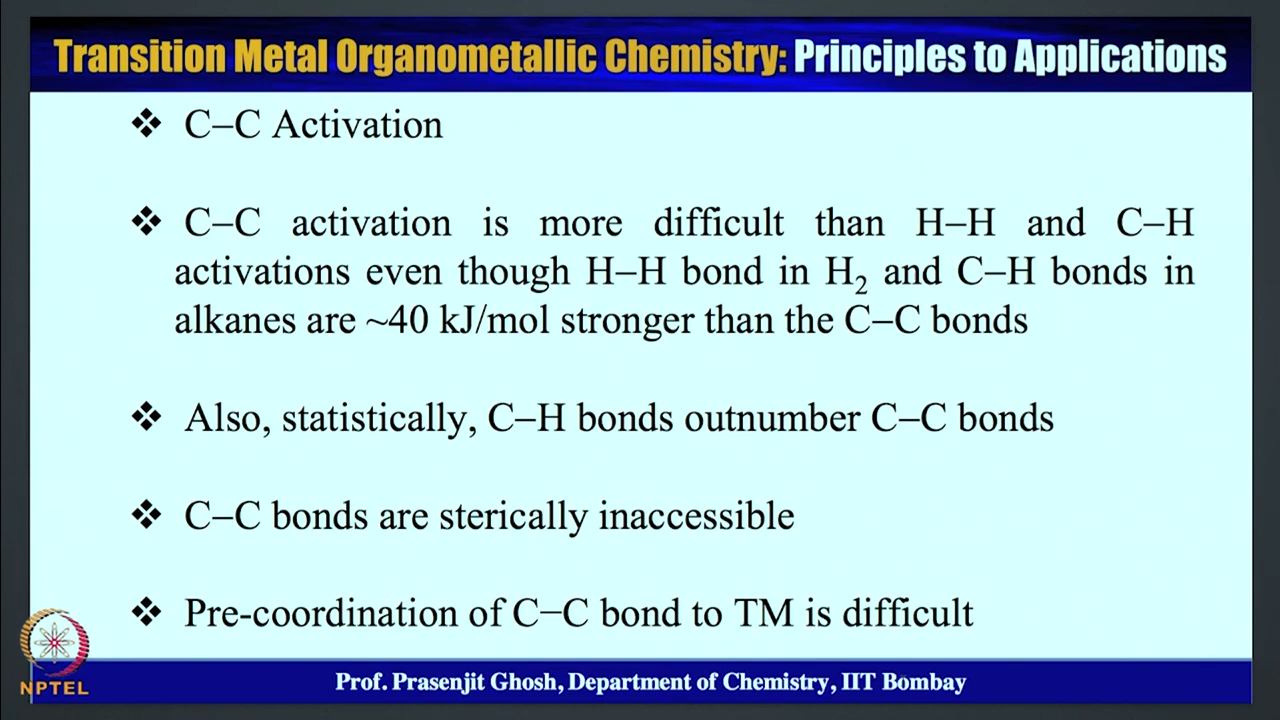 Transition Metal Organometallic Chemistry: Principles to Applications
❖ C–C Activation
❖ C–C activation is more difficult than H–H and C–H
activations even though H–H bond in H₂ and C–H bonds in
alkanes are ~40 kJ/mol stronger than the C–C bonds
❖ Also, statistically, C–H bonds outnumber C–C bonds
❖ C–C bonds are sterically inaccessible
❖ Pre-coordination of C−C bond to TM is difficult
NPTEL
Prof. Prasenjit Ghosh, Department of Chemistry, IIT Bombay